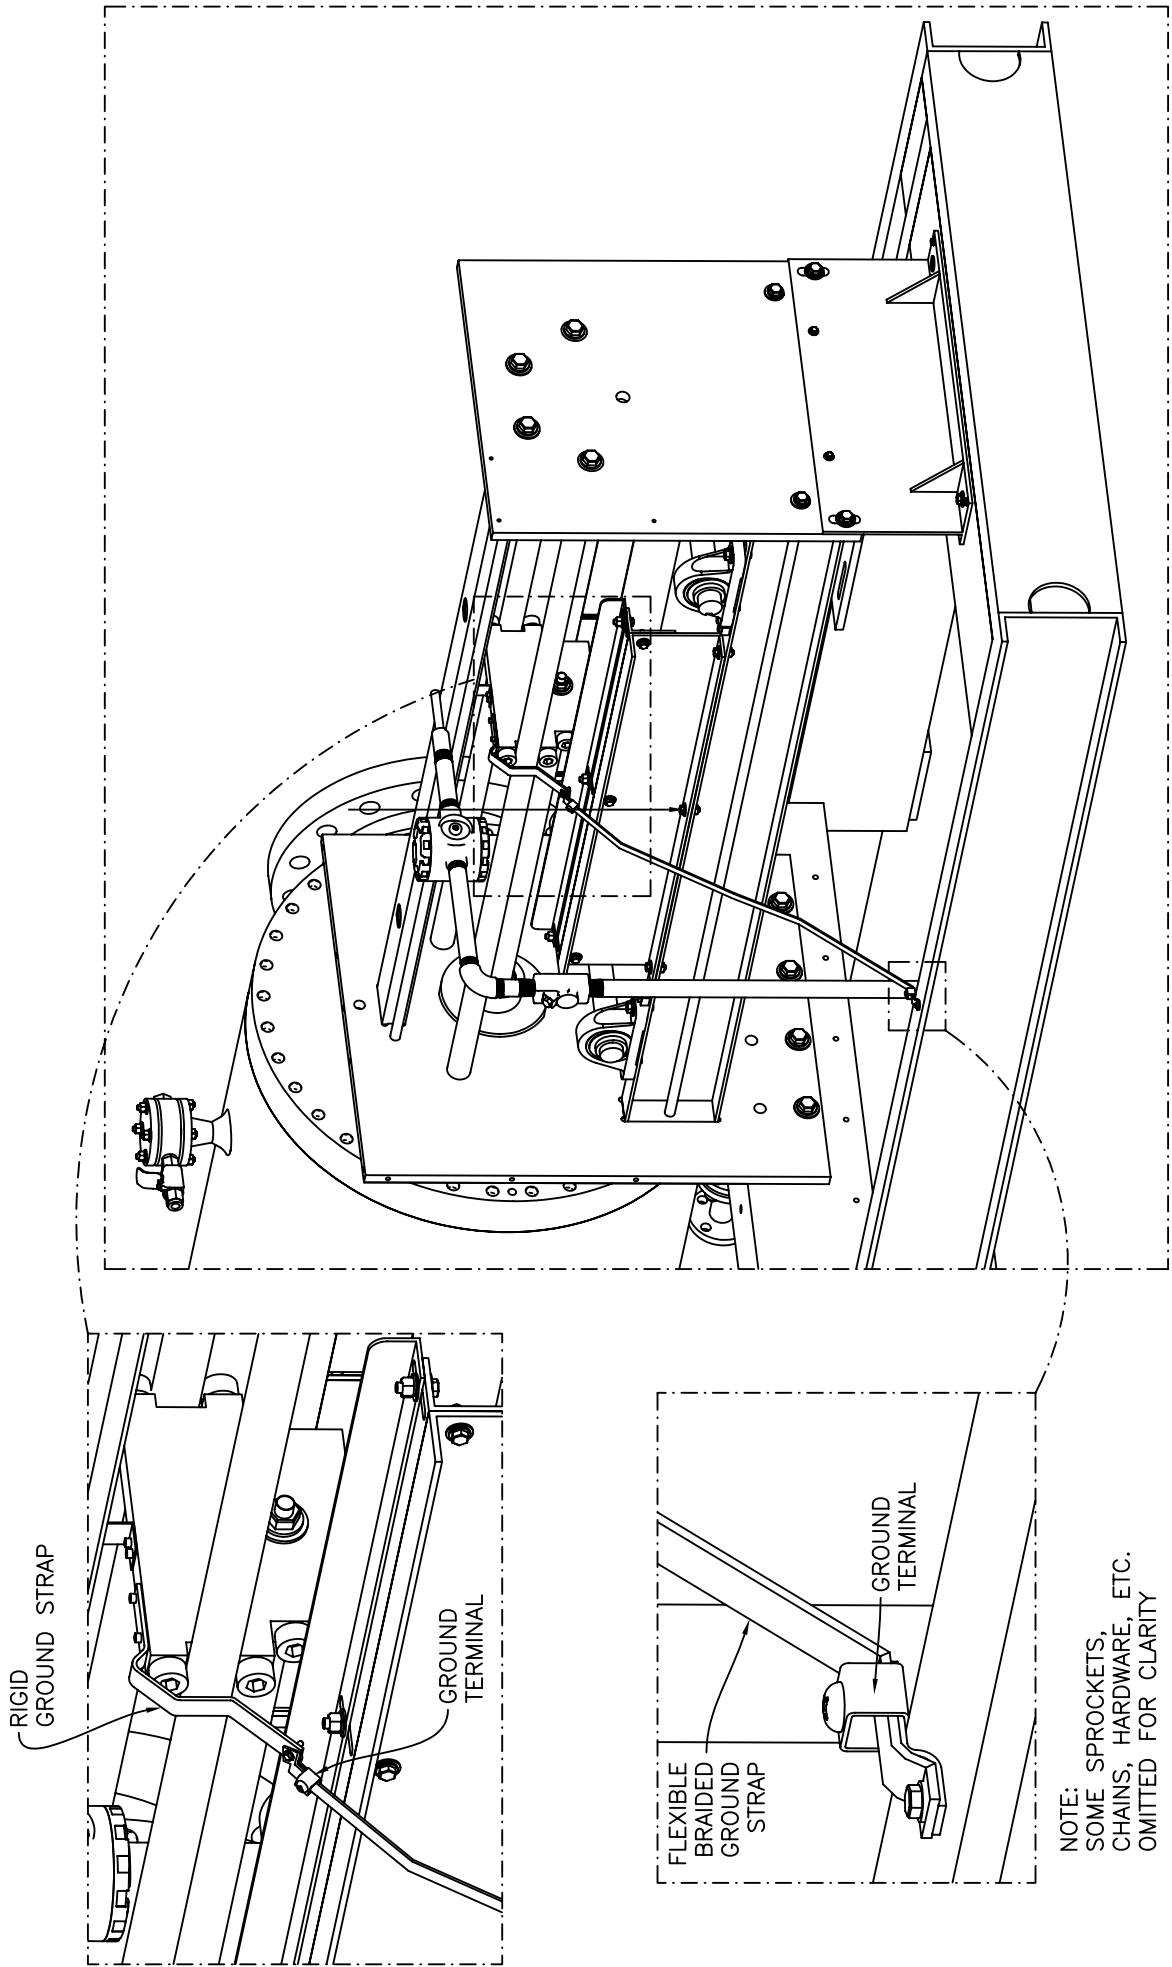 RIGID
GROUND STRAP
GROUND
TERMINAL
FLEXIBLE
BRAIDED
GROUND
STRAP
GROUND
TERMINAL
NOTE:
SOME SPROCKETS,
CHAINS, HARDWARE, ETC.
OMITTED FOR CLARITY